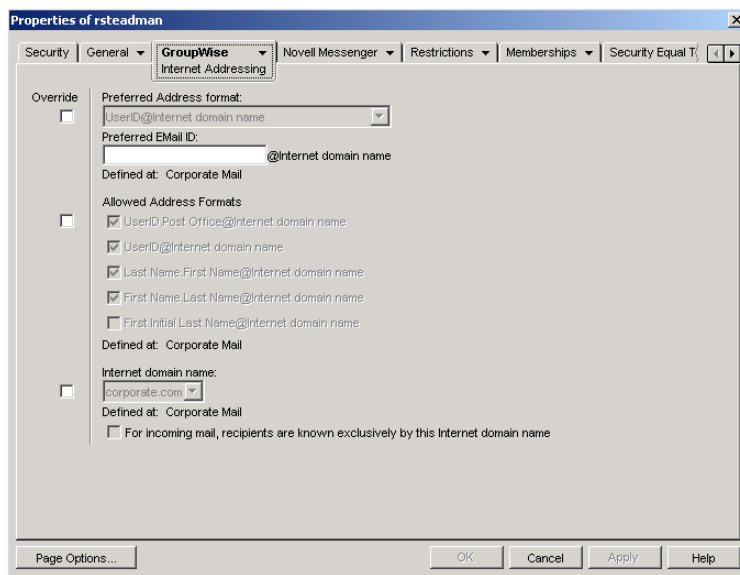 Properties of rsteadman
Security General GroupWise Novell Messenger Restrictions Memberships Security Equal T
Internet Addressing
Override Preferred Address format:
UserID@Internet domain name
Preferred EMail ID:
@Internet domain name
Defined at: Corporate Mail
Allowed Address Formats
UserID.Post Office@Internet domain name
UserID@Internet domain name
Last Name.First Name@Internet domain name
First Name.Last Name@Internet domain name
First Initial Last Name@Internet domain name
Defined at: Corporate Mail
Internet domain name:
corporate.com
Defined at: Corporate Mail
For incoming mail, recipients are known exclusively by this Internet domain name
Page Options... OK Cancel Apply Help